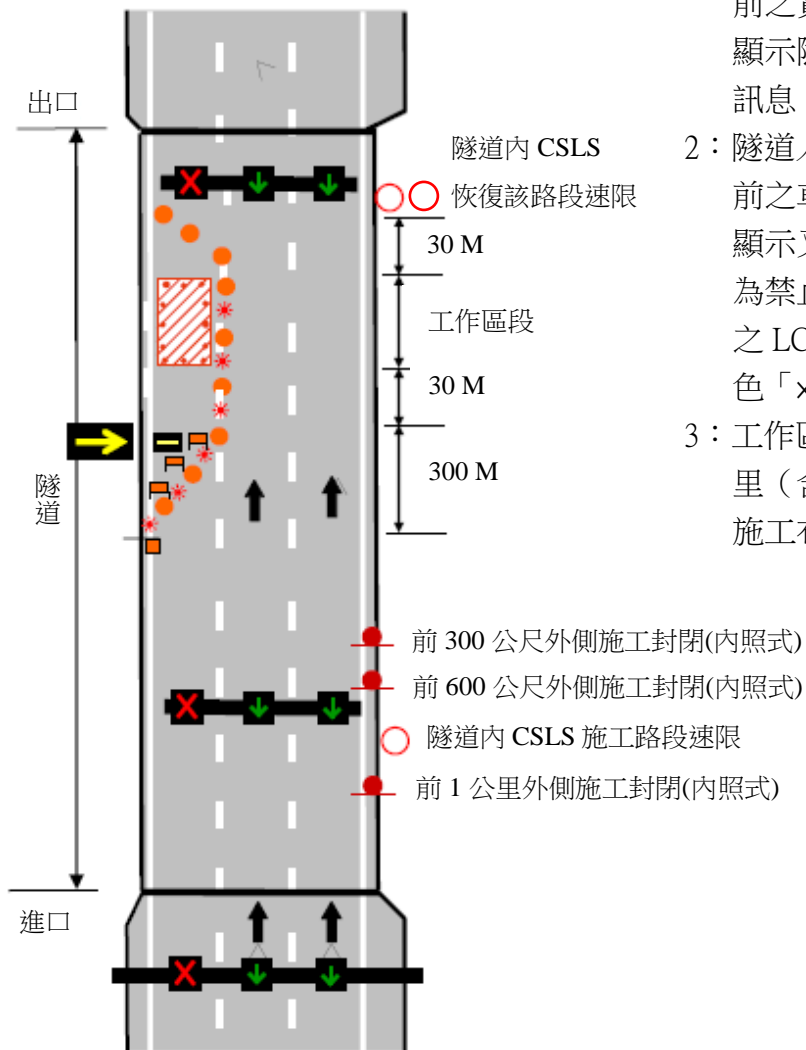 前之
顯示
訊息
2：隧道
前之
顯示
為禁
之 LC
色「×
3：工作
里（
施工
出口
隧道內 CSLS
恢復該路段速限
30 M
工作區段
30 M
300 M
隧道
前 300 公尺外側施工封閉(內照式)
前 600 公尺外側施工封閉(內照式)
隧道內 CSLS 施工路段速限
前 1 公里外側施工封閉(內照式)
進口